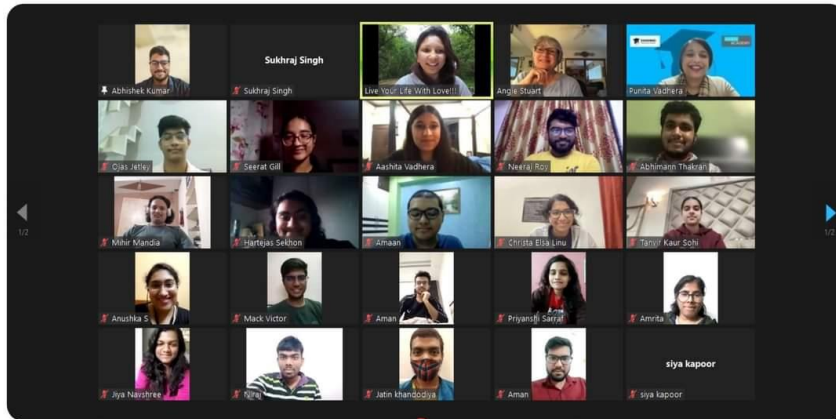 Sukhraj Singh
Abhishek Kumar
Sukhraj Singh
Live Your Life With Love!!!
Angie Stuart
Punita Vadhera
Ojas Jetley
Seerat Gill
Aashita Vadhera
Neeraj Roy
Abhimann Thakran
1/2
1/2
Mihir Mandia
Hartejas Sekhon
Amaan
Christa Elsa Linu
Tanvir Kaur Sohi
Anushka S
Mack Victor
Aman
Priyanshi Sarraf
Amrita
siya kapoor
Jiya Navshree
Niraj
Jatin khandodiya
Aman
siya kapoor